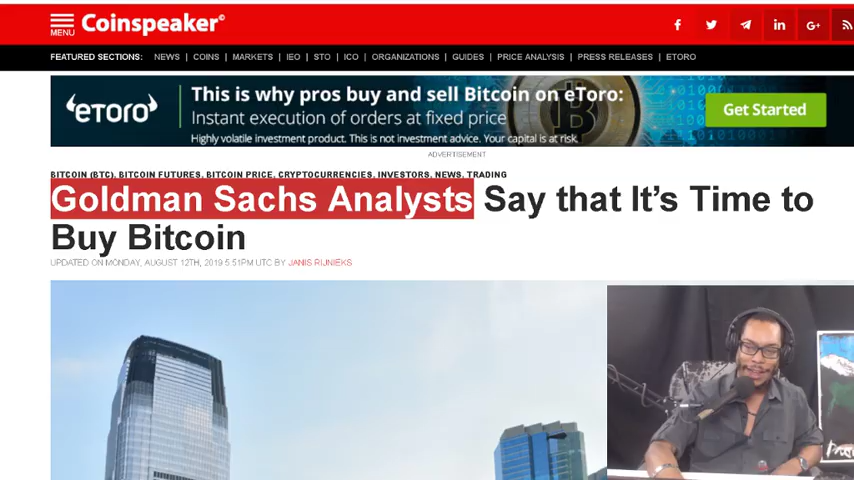 MENU
Coinspeaker
FEATURED SECTIONS: NEWS | COINS | MARKETS | IEO | STO | ICO | ORGANIZATIONS | GUIDES | PRICE ANALYSIS | PRESS RELEASES | ETORO
eToro
This is why pros buy and sell Bitcoin on eToro:
Instant execution of orders at fixed price
Highly volatile investment product. This is not investment advice. Your capital is at risk.
Get Started
ADVERTISEMENT
BITCOIN (BTC), BITCOIN FUTURES, BITCOIN PRICE, CRYPTOCURRENCIES, INVESTORS, NEWS, TRADING
Goldman Sachs Analysts Say that It's Time to
Buy Bitcoin
UPDATED ON MONDAY, AUGUST 12TH, 2019 5:51PM UTC BY JANIS RIJNIEKS